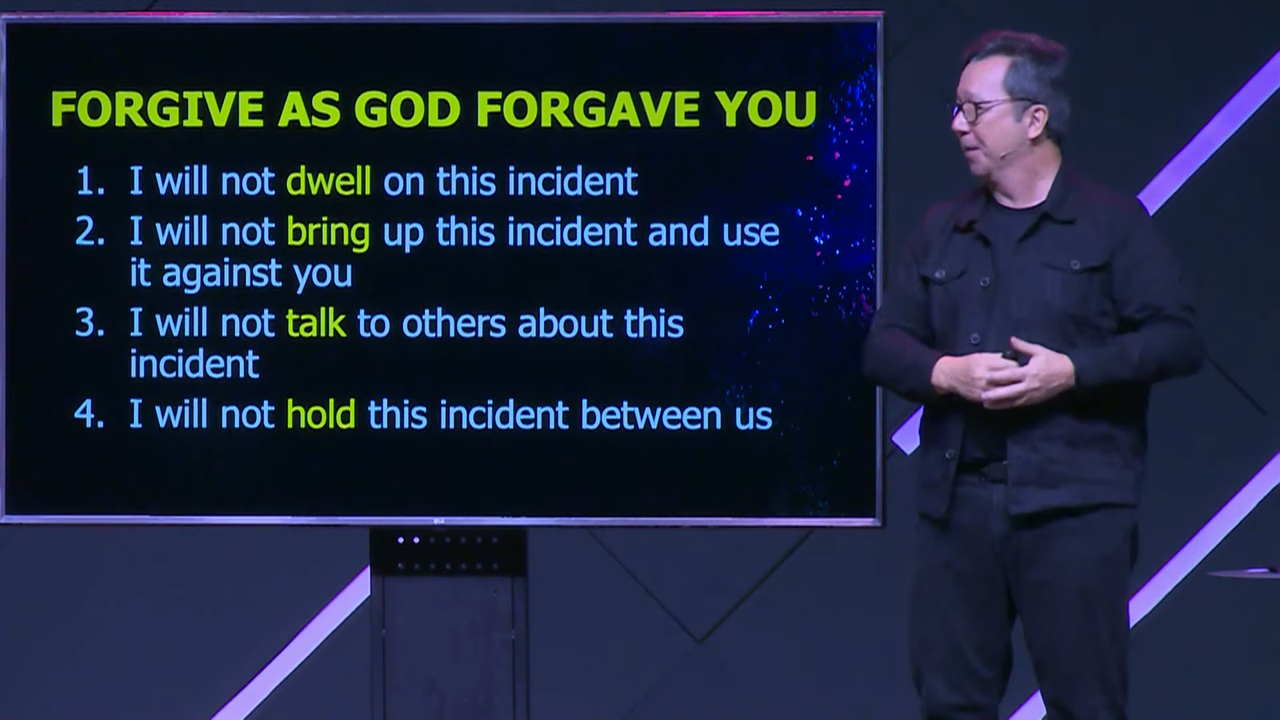 FORGIVE AS GOD FORGAVE YOU
1. I will not dwell on this incident
2. I will not bring up this incident and use
it against you
3. I will not talk to others about this
incident
4. I will not hold this incident between us
LG